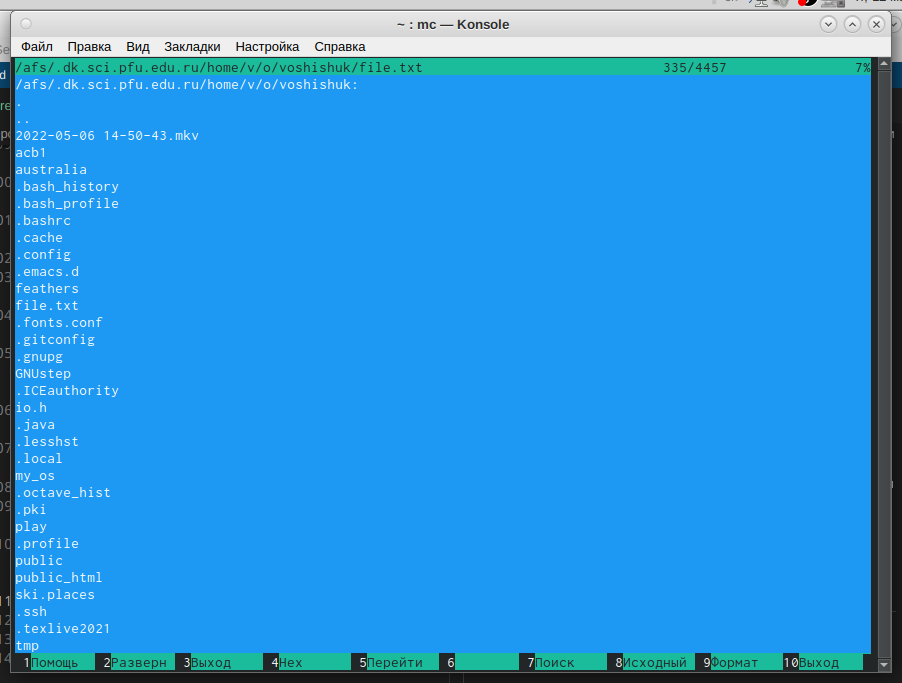 ~ : mc — Konsole
Файл Правка Вид Закладки Настройка Справка
/afs/.dk.sci.pfu.edu.ru/home/v/o/voshishuk/file.txt 335/4457 7%
/afs/.dk.sci.pfu.edu.ru/home/v/o/voshishuk:
.
..
2022-05-06 14-50-43.mkv
acb1
australia
.bash_history
.bash_profile
.bashrc
.cache
.config
.emacs.d
feathers
file.txt
.fonts.conf
.gitconfig
.gnupg
GNUstep
.ICEauthority
io.h
.java
.lesshst
.local
my_os
.octave_hist
.pki
play
.profile
public
public_html
ski.places
.ssh
.texlive2021
tmp
1Помощь 2Разверн 3Выход 4Hex 5Перейти 6 7Поиск 8Исходный 9Формат 10Выход